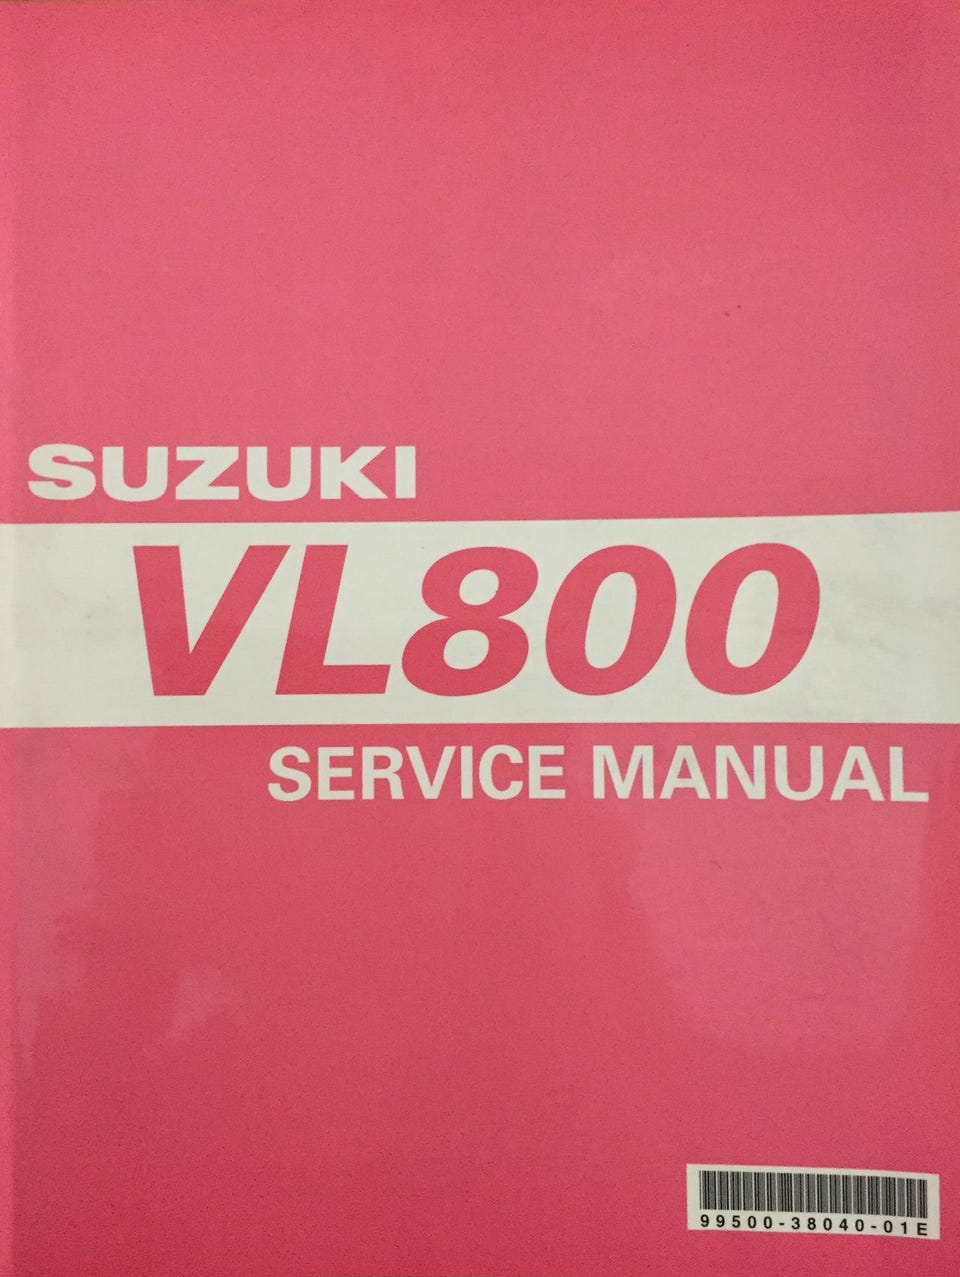 SUZUKI
VL800
SERVICE MANUAL
99500-38040-01E